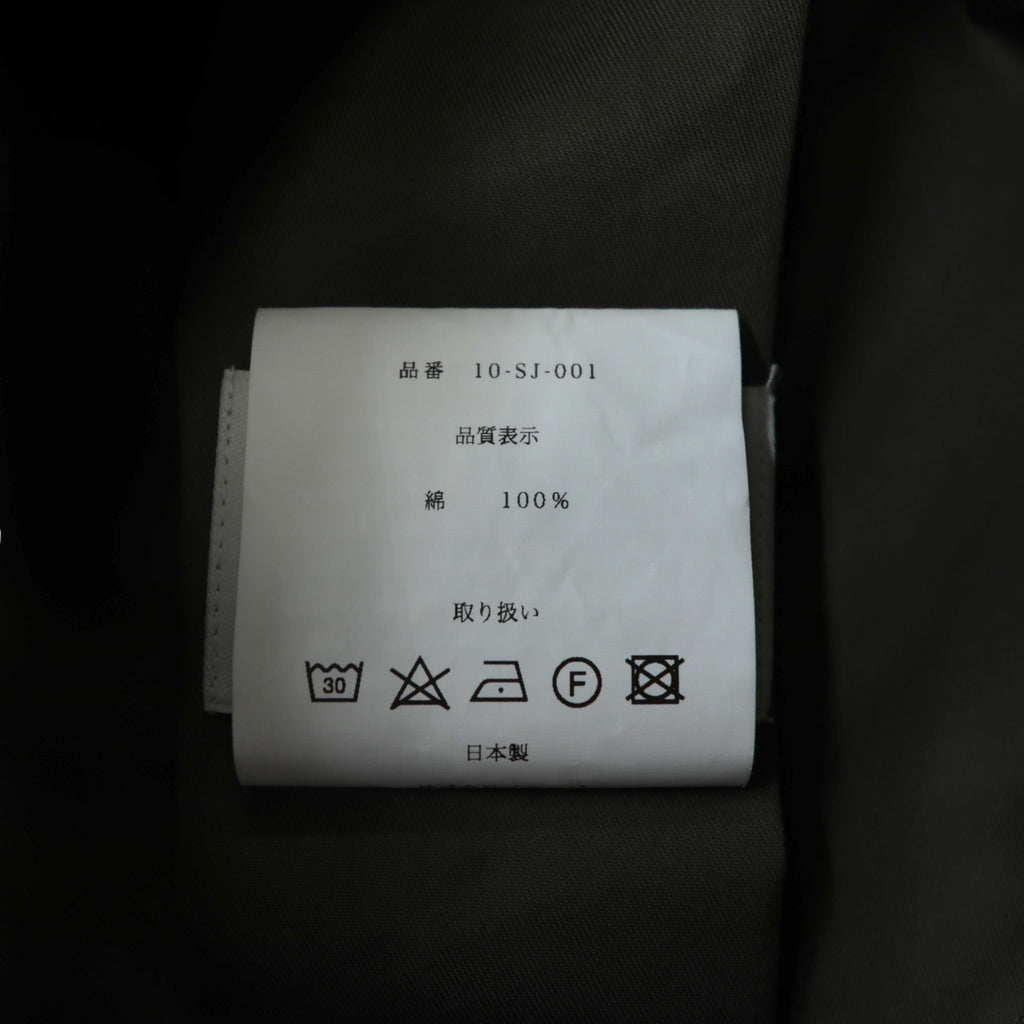 品番 10-SJ-001
品質表示
綿 100%
取り扱い
30 F
日本製